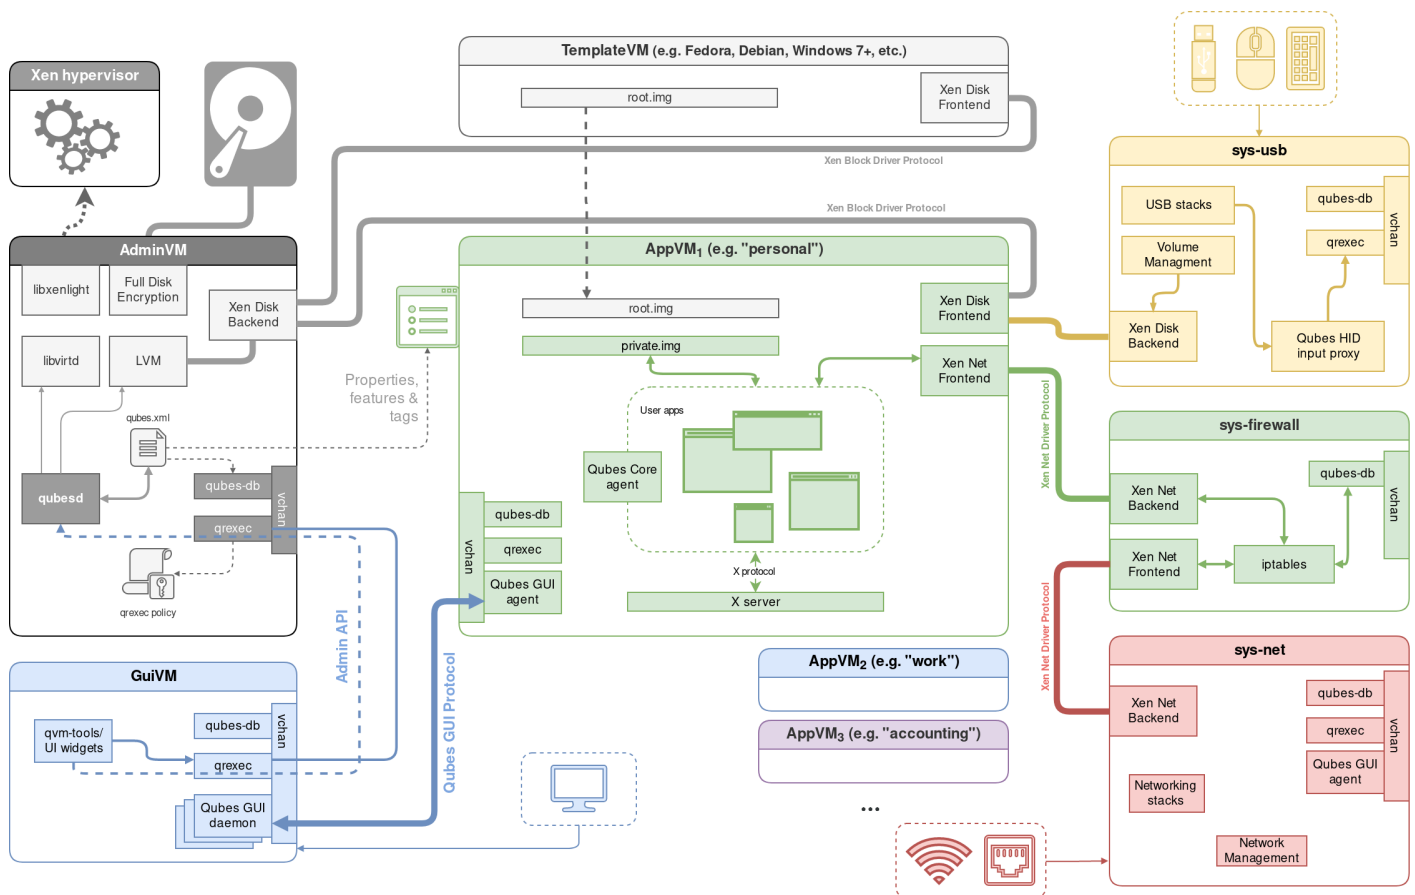 Xen hypervisor
TemplateVM (e.g. Fedora, Debian, Windows 7+, etc.)
root.img
Xen Disk
Frontend
Xen Block Driver Protocol
Xen Block Driver Protocol
AdminVM
libxenlight
Full Disk
Encryption
Xen Disk
Backend
libvirtd
LVM
qubes.xml
qubesd
qubes-db
qrexec
vchan
qrexec policy
Properties,
features &
tags
Admin API
GuiVM
qvm-tools/
UI widgets
qubes-db
qrexec
vchan
Qubes GUI
daemon
Qubes GUI Protocol
AppVM1 (e.g. "personal")
root.img
private.img
Xen Disk
Frontend
Xen Net
Frontend
User apps
Qubes Core
agent
vchan
qubes-db
qrexec
Qubes GUI
agent
X protocol
X server
AppVM2 (e.g. "work")
AppVM3 (e.g. "accounting")
...
sys-usb
USB stacks
Volume
Managment
Xen Disk
Backend
qubes-db
qrexec
vchan
Qubes HID
input proxy
Xen Net Driver Protocol
sys-firewall
Xen Net
Backend
Xen Net
Frontend
qubes-db
vchan
iptables
Xen Net Driver Protocol
sys-net
Xen Net
Backend
qubes-db
qrexec
Qubes GUI
agent
vchan
Networking
stacks
Network
Management